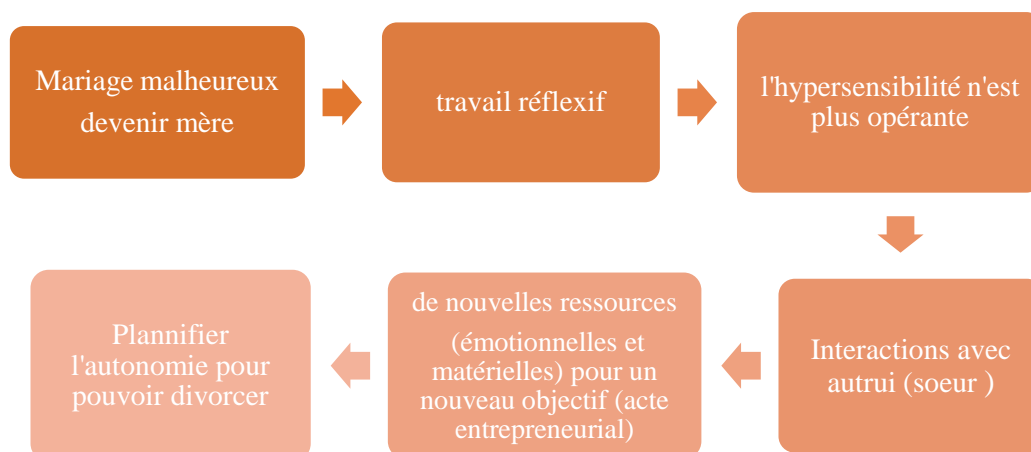 Mariage malheureux
devenir mère
travail réflexif
l'hypersensibilité n'est
plus opérante
Interactions avec
autrui (soeur )
de nouvelles ressources
(émotionnelles et
matérielles) pour un
nouveau objectif (acte
entrepreneurial)
Plannifier
l'autonomie pour
pouvoir divorcer